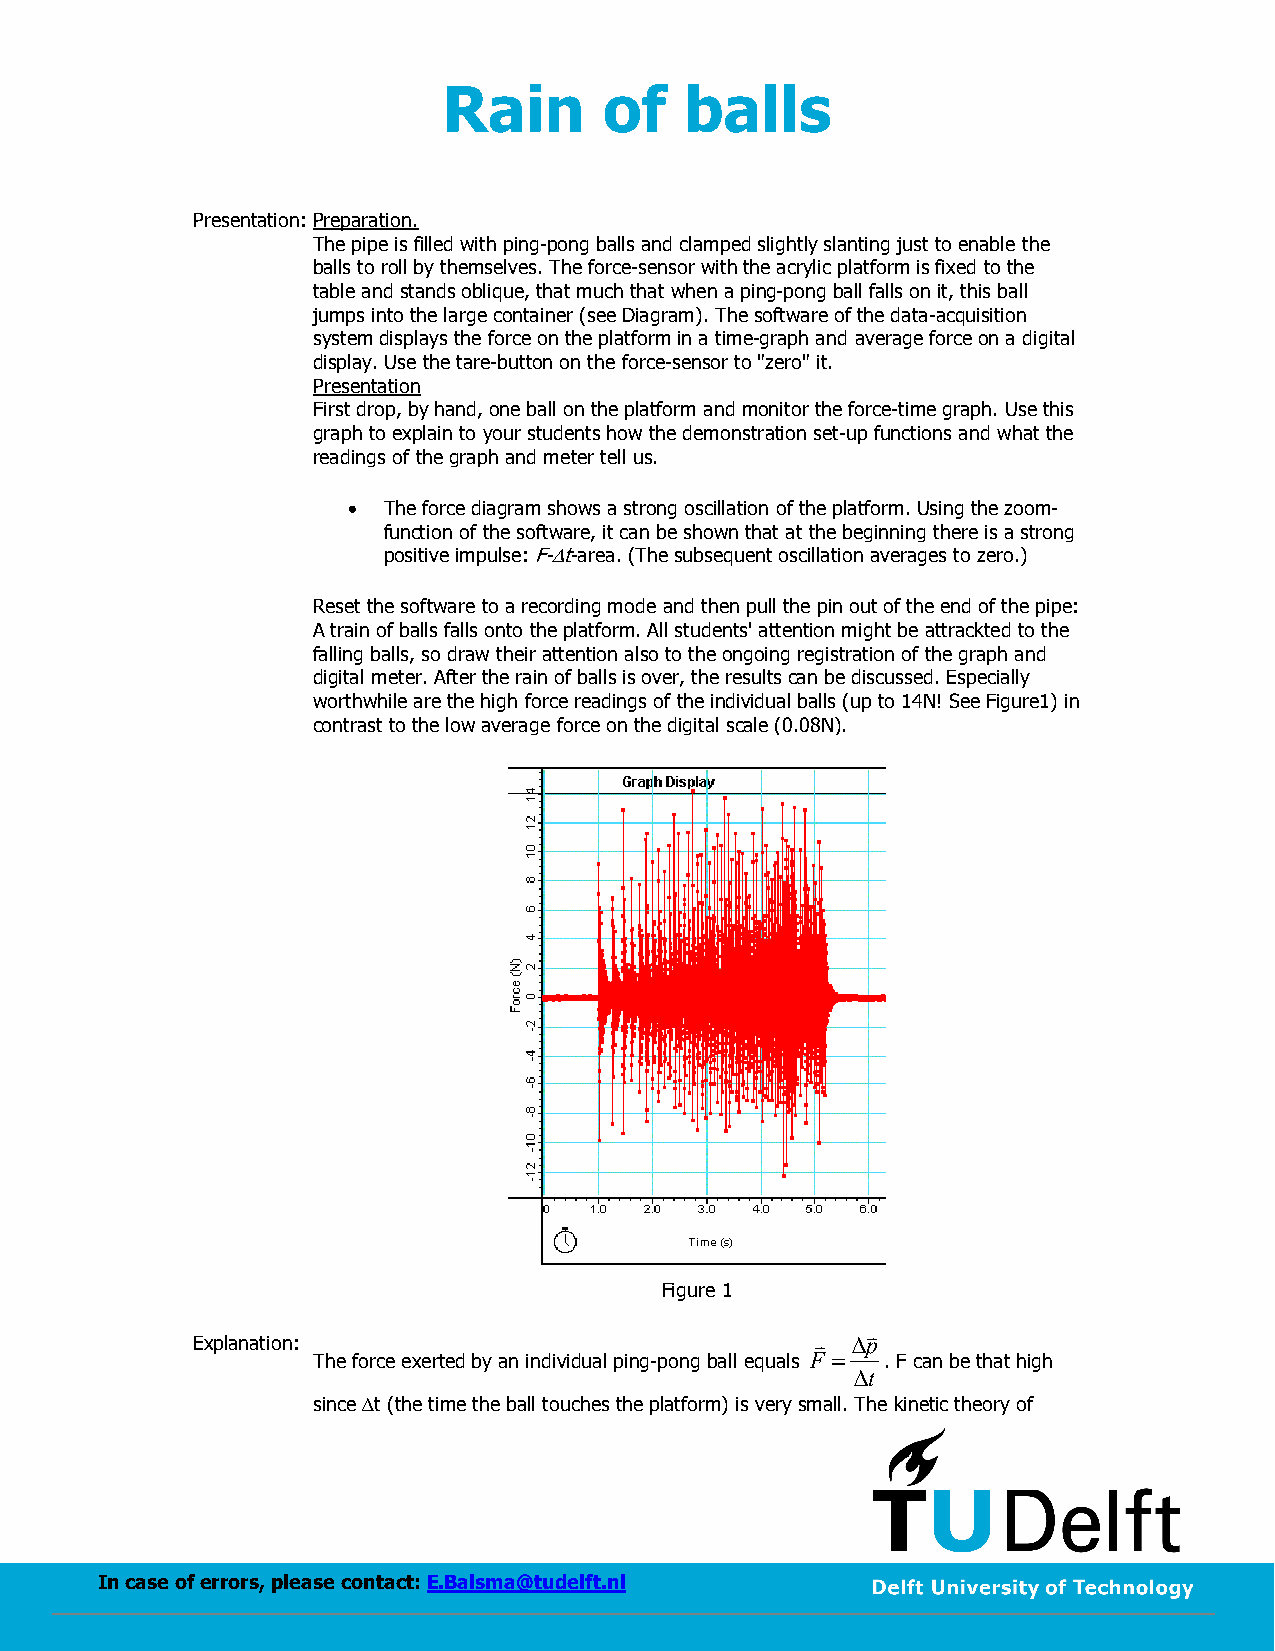 Rain of balls
Presentation: Preparation.
The pipe is filled with ping-pong balls and clamped slightly slanting just to enable the
balls to roll by themselves. The force-sensor with the acrylic platform is fixed to the
table and stands oblique, that much that when a ping-pong ball falls on it, this ball
jumps into the large container (see Diagram). The software of the data-acquisition
system displays the force on the platform in a time-graph and average force on a digital
display. Use the tare-button on the force-sensor to "zero" it.
Presentation
First drop, by hand, one ball on the platform and monitor the force-time graph. Use this
graph to explain to your students how the demonstration set-up functions and what the
readings of the graph and meter tell us.
• The force diagram shows a strong oscillation of the platform. Using the zoom-
function of the software, it can be shown that at the beginning there is a strong
positive impulse: F-Δt-area. (The subsequent oscillation averages to zero.)
Reset the software to a recording mode and then pull the pin out of the end of the pipe:
A train of balls falls onto the platform. All students' attention might be attrackted to the
falling balls, so draw their attention also to the ongoing registration of the graph and
digital meter. After the rain of balls is over, the results can be discussed. Especially
worthwhile are the high force readings of the individual balls (up to 14N! See Figure1) in
contrast to the low average force on the digital scale (0.08N).
Graph Display
14
12
10
8
6
4
2
0
-2
-4
-6
-8
-10
-12
Force (N)
0 1.0 2.0 3.0 4.0 5.0 6.0
Time (s)
Figure 1
Explanation:
The force exerted by an individual ping-pong ball equals F⃗ = Δp⃗/Δt . F can be that high
since Δt (the time the ball touches the platform) is very small. The kinetic theory of
TUDelft
In case of errors, please contact: E.Balsma@tudelft.nl
Delft University of Technology